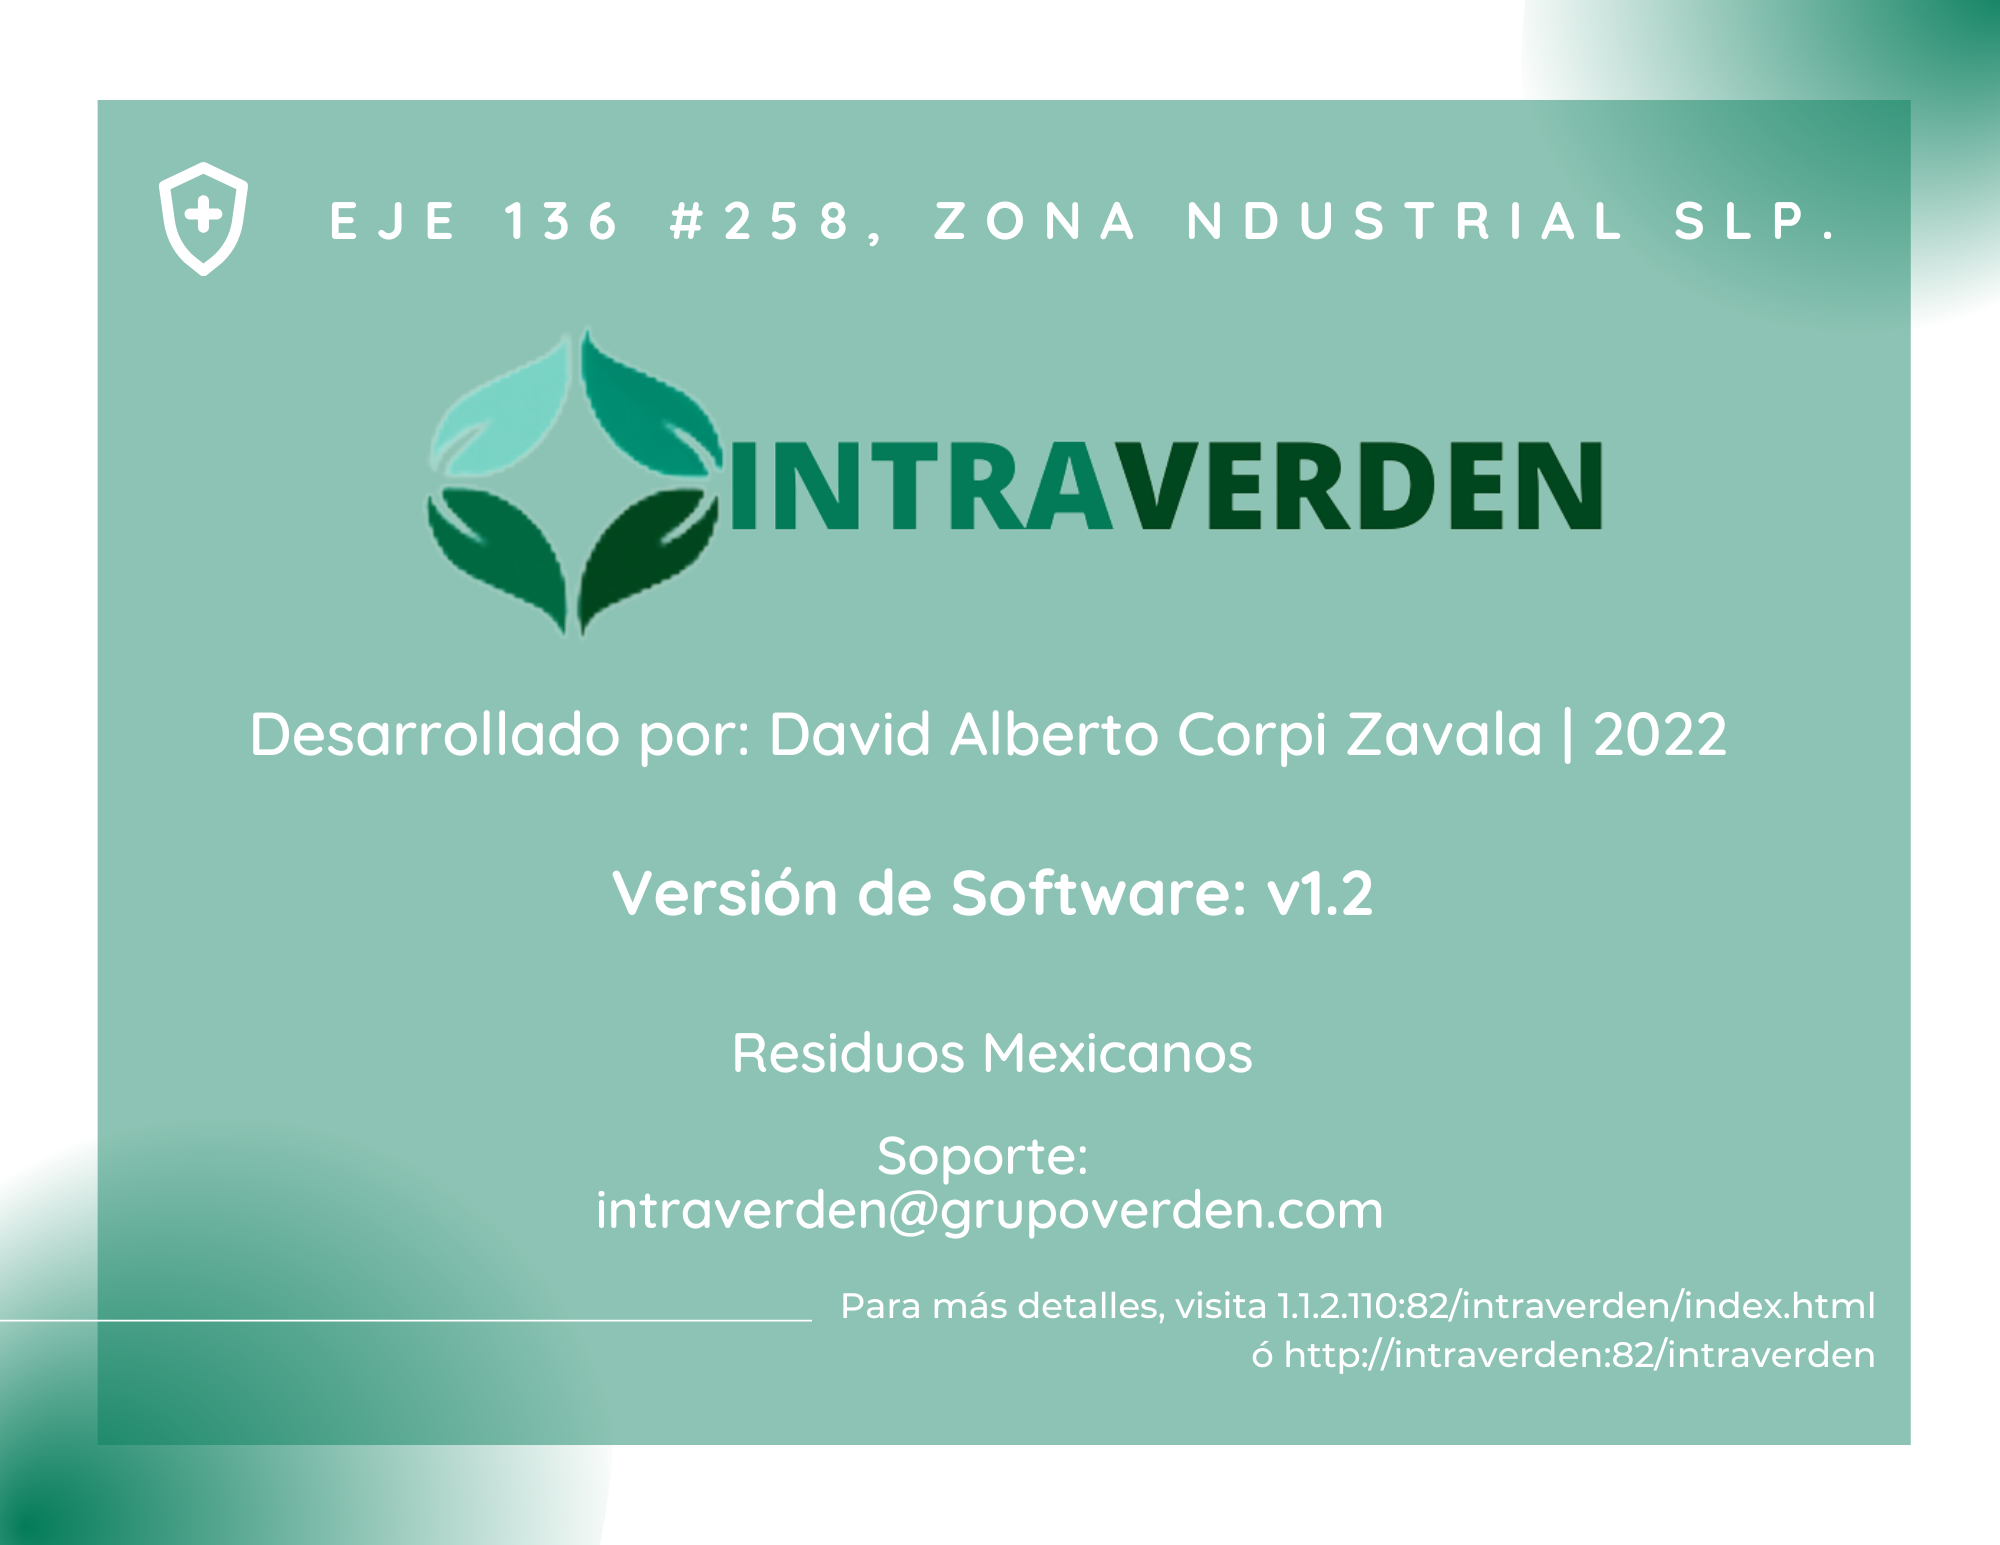 EJE 136 #258, ZONA NDUSTRIAL SLP.
INTRAVERDEN
Desarrollado por: David Alberto Corpi Zavala | 2022
Versión de Software: v1.2
Residuos Mexicanos
Soporte:
intraverden@grupoverden.com
Para más detalles, visita 1.1.2.110:82/intraverden/index.html
ó http://intraverden:82/intraverden